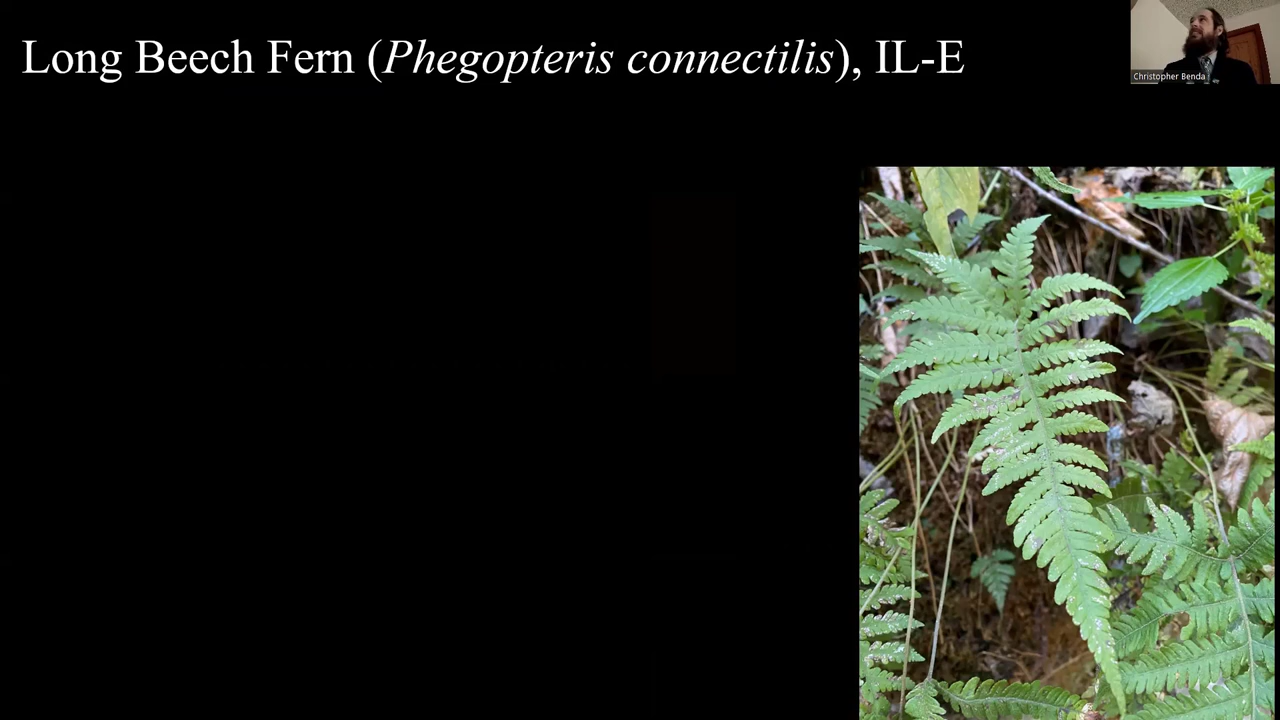 Long Beech Fern (Phegopteris connectilis), IL-E
Christopher Benda